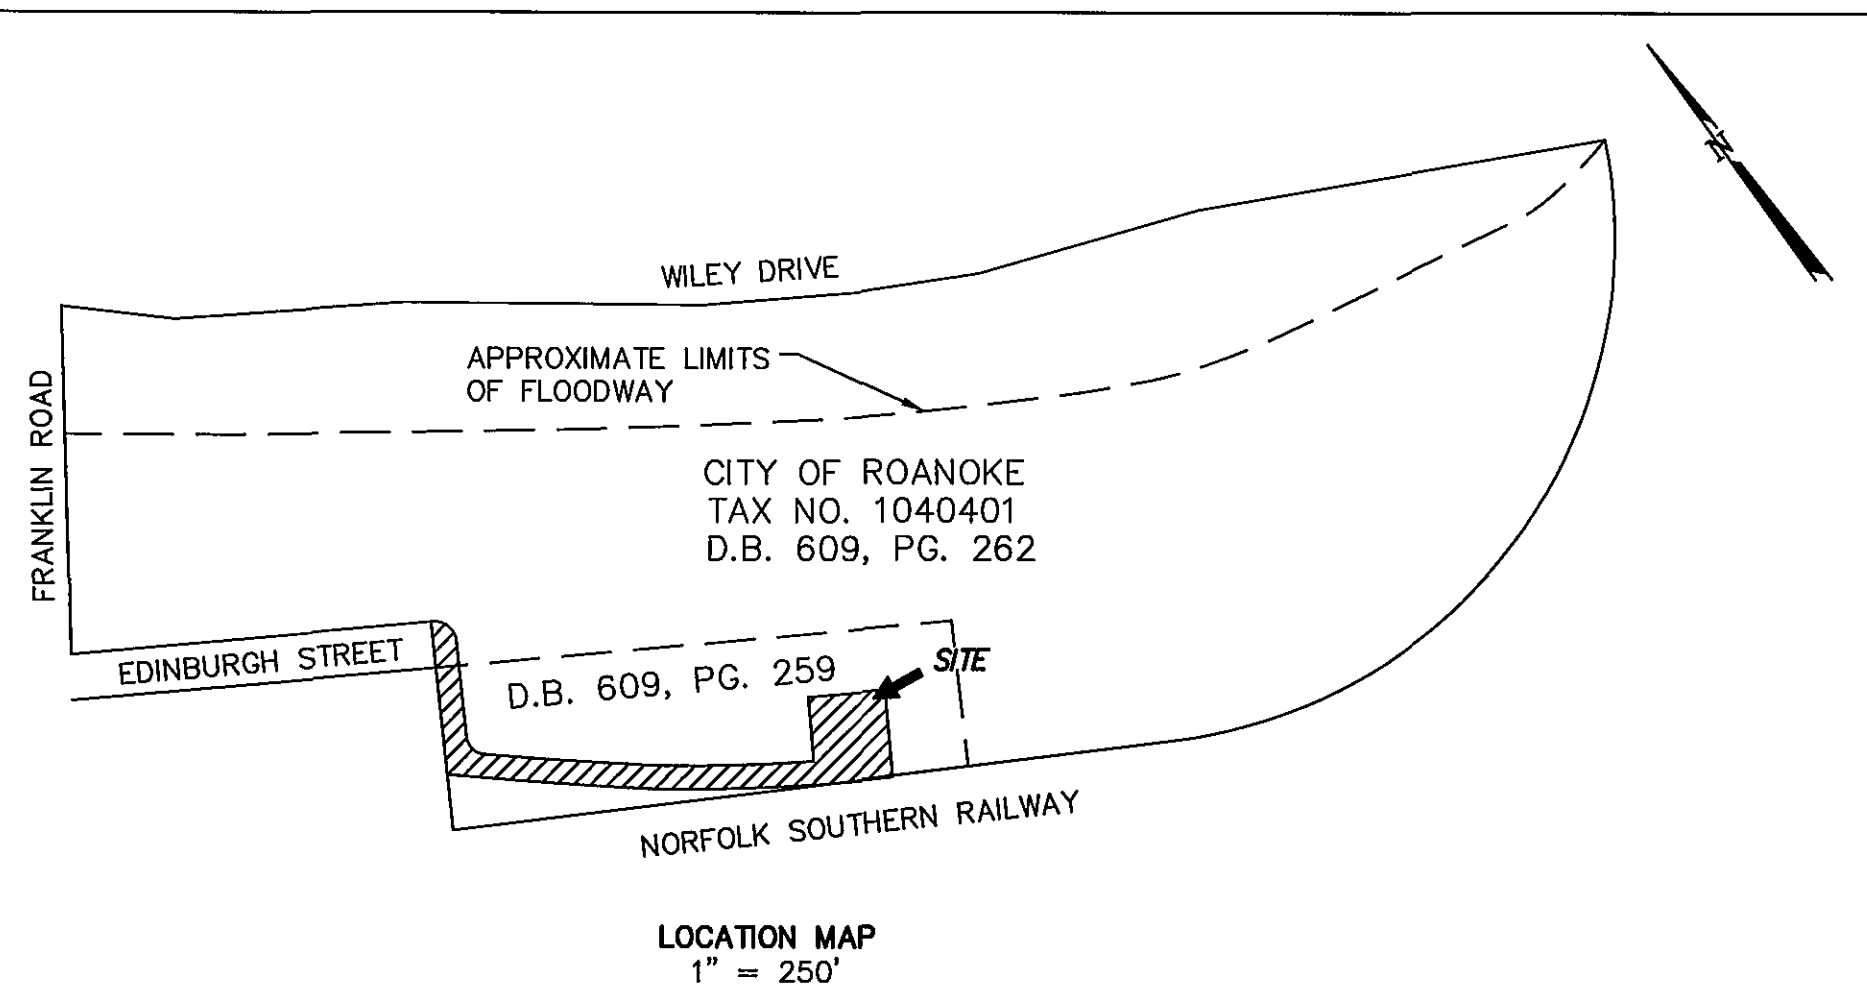 N
WILEY DRIVE
APPROXIMATE LIMITS
OF FLOODWAY
FRANKLIN ROAD
CITY OF ROANOKE
TAX NO. 1040401
D.B. 609, PG. 262
EDINBURGH STREET
D.B. 609, PG. 259
SITE
NORFOLK SOUTHERN RAILWAY
LOCATION MAP
1" = 250'